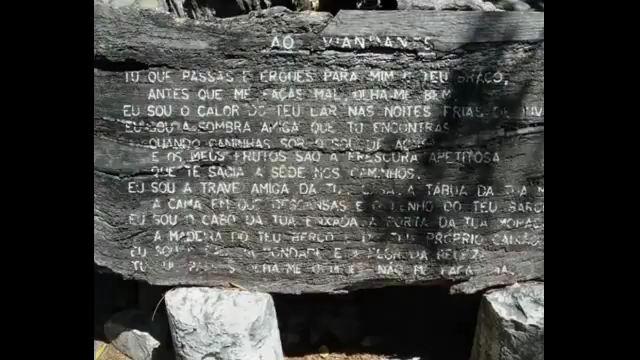 AO VIANDANTE
TU QUE PASSAS E ERGUES PARA MIM O TEU BRAÇO,
ANTES QUE ME FAÇAS MAL, OLHA-ME BEM.
EU SOU O CALOR DO TEU LAR NAS NOITES FRIAS DE
EU SOU A SOMBRA AMIGA QUE TU ENCONTRAS
QUANDO CAMINHAS SOB O SOL DE
E OS MEUS FRUTOS SÃO A FRESCURA APETITOSA
QUE TE SACIA A SEDE NOS CAMINHOS.
EU SOU A TRAVE AMIGA DA TUA CASA, A TÁBUA DA TUA
A CAMA EM QUE DESCANSAS E O LENHO DO TEU BARCO
EU SOU O CABO DA TUA ENXADA, A PORTA DA TUA
A MADEIRA DO TEU BERÇO E DO TEU PRÓPRIO CAIXÃO
EU SOU O DA BONDADE E A FLOR DA BELEZA
TU QUE PASSAS, OLHA-ME E NÃO ME FAÇAS MAL